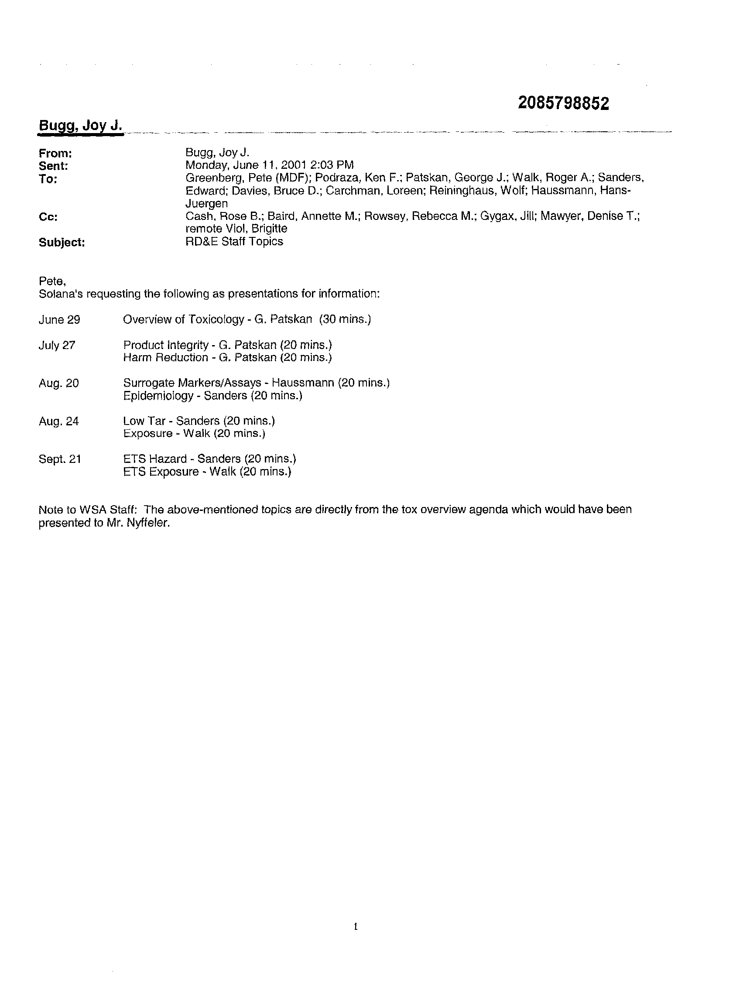 2085798852
Bugg, Joy J.
From: Bugg, Joy J.
Sent: Monday, June 11, 2001 2:03 PM
To: Greenberg, Pete (MDF); Podraza, Ken F.; Patskan, George J.; Walk, Roger A.; Sanders,
Edward; Davies, Bruce D.; Carchman, Loreen; Reininghaus, Wolf; Haussmann, Hans-
Juergen
Cc: Cash, Rose B.; Baird, Annette M.; Rowsey, Rebecca M.; Gygax, Jill; Mawyer, Denise T.;
remote Viol, Brigitte
Subject: RD&E Staff Topics
Pete,
Solana's requesting the following as presentations for information:
June 29 Overview of Toxicology - G. Patskan (30 mins.)
July 27 Product Integrity - G. Patskan (20 mins.)
Harm Reduction - G. Patskan (20 mins.)
Aug. 20 Surrogate Markers/Assays - Haussmann (20 mins.)
Epidemiology - Sanders (20 mins.)
Aug. 24 Low Tar - Sanders (20 mins.)
Exposure - Walk (20 mins.)
Sept. 21 ETS Hazard - Sanders (20 mins.)
ETS Exposure - Walk (20 mins.)
Note to WSA Staff: The above-mentioned topics are directly from the tox overview agenda which would have been
presented to Mr. Nyffeler.
1